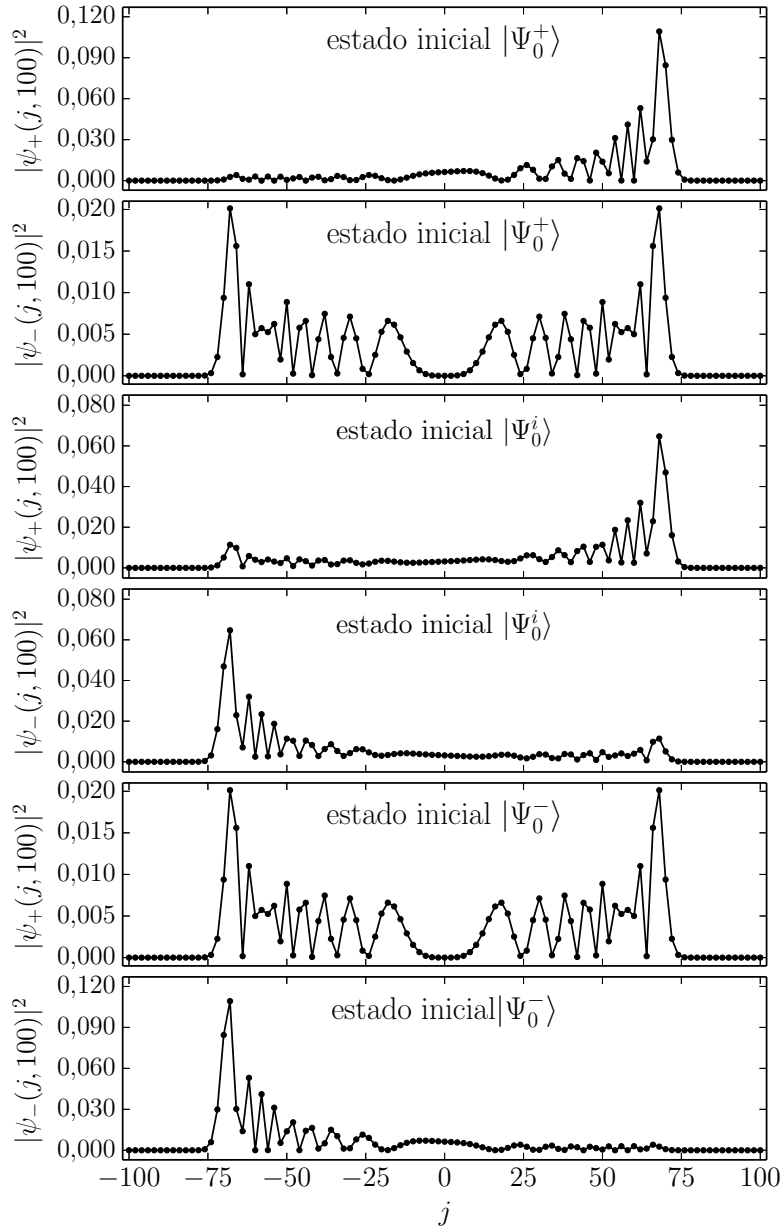 0,120
0,090
0,060
0,030
0,000
|ψ₊(j, 100)|²
estado inicial |Ψ₀⁺⟩
0,020
0,015
0,010
0,005
0,000
|ψ₋(j, 100)|²
estado inicial |Ψ₀⁺⟩
0,080
0,060
0,040
0,020
0,000
|ψ₊(j, 100)|²
estado inicial |Ψ₀ⁱ⟩
0,080
0,060
0,040
0,020
0,000
|ψ₋(j, 100)|²
estado inicial |Ψ₀ⁱ⟩
0,020
0,015
0,010
0,005
0,000
|ψ₊(j, 100)|²
estado inicial |Ψ₀⁻⟩
0,120
0,090
0,060
0,030
0,000
|ψ₋(j, 100)|²
estado inicial|Ψ₀⁻⟩
−100 −75 −50 −25 0 25 50 75 100
j